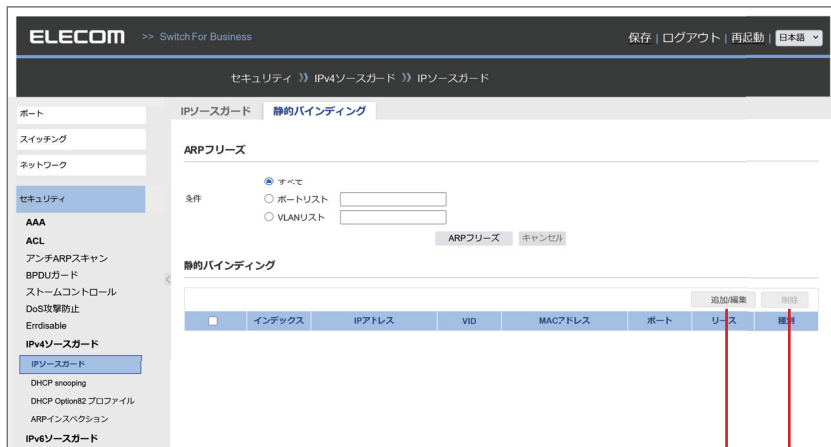 ELECOM >> Switch For Business
保存 | ログアウト | 再起動 | 日本語
セキュリティ 》 IPv4ソースガード 》 IPソースガード
ポート
スイッチング
ネットワーク
セキュリティ
AAA
ACL
アンチARPスキャン
BPDUガード
ストームコントロール
DoS攻撃防止
Errdisable
IPv4ソースガード
IPソースガード
DHCP snooping
DHCP Option82 プロファイル
ARPインスペクション
IPv6ソースガード
IPソースガード 静的バインディング
ARPフリーズ
条件
すべて
ポートリスト
VLANリスト
ARPフリーズ キャンセル
静的バインディング
追加/編集 削除
インデックス IPアドレス VID MACアドレス ポート リース 種別